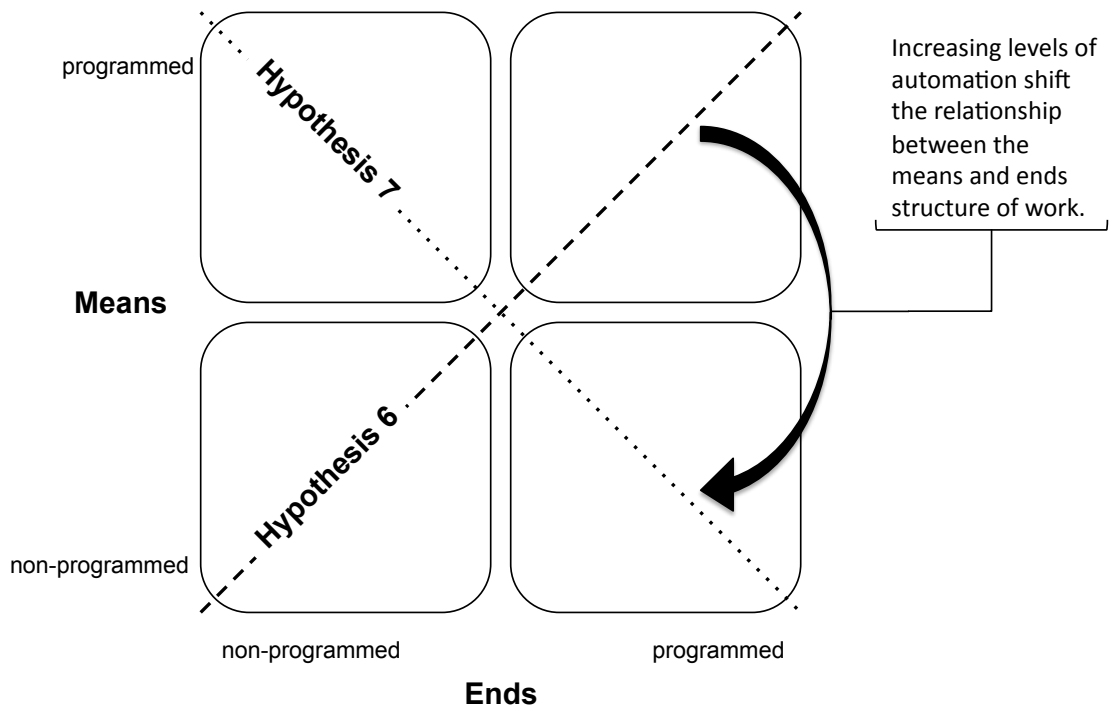 programmed
Hypothesis 7
Increasing levels of
automation shift
the relationship
between the
means and ends
structure of work.
Means
Hypothesis 6
non-programmed
non-programmed
programmed
Ends